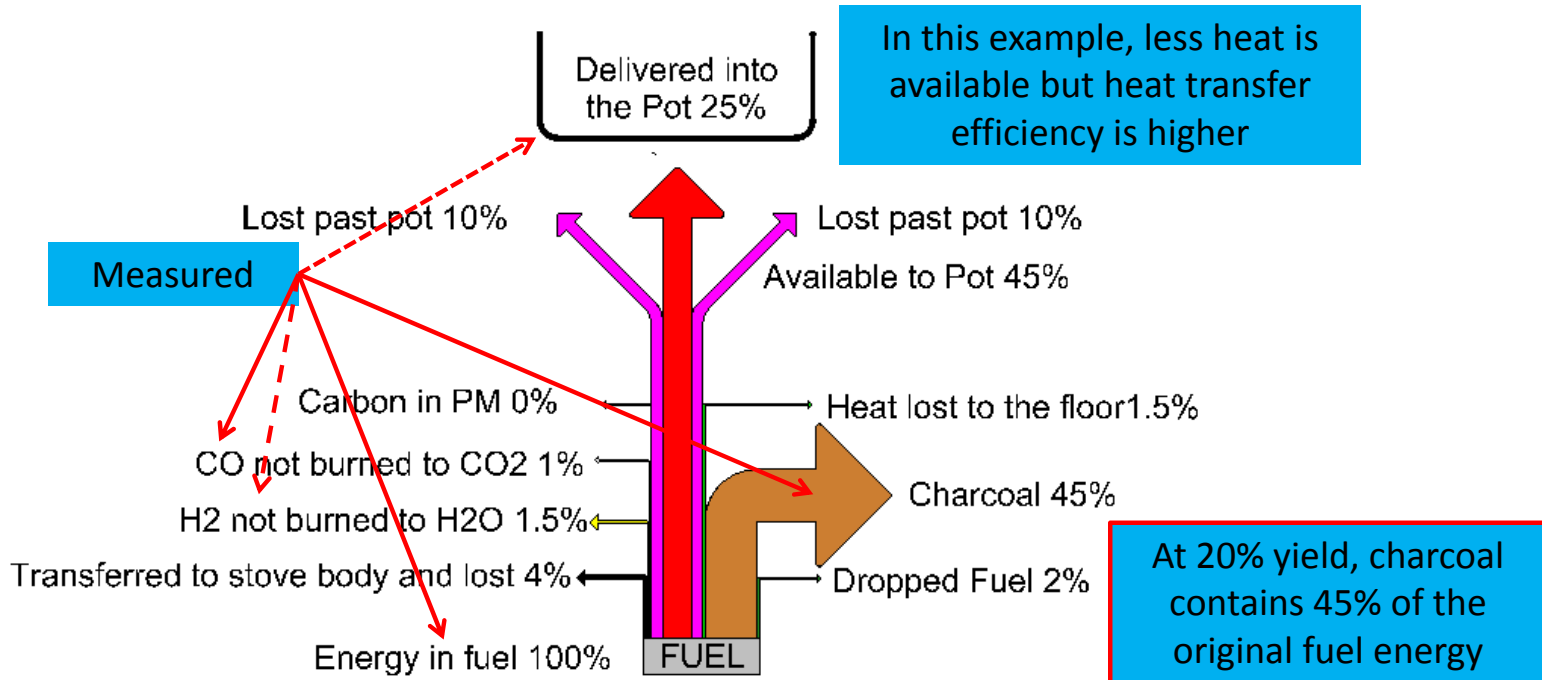 Delivered into
the Pot 25%
In this example, less heat is
available but heat transfer
efficiency is higher
Lost past pot 10%
Lost past pot 10%
Measured
Available to Pot 45%
Carbon in PM 0%
Heat lost to the floor1.5%
CO not burned to CO2 1%
Charcoal 45%
H2 not burned to H2O 1.5%
Transferred to stove body and lost 4%
Dropped Fuel 2%
At 20% yield, charcoal
contains 45% of the
original fuel energy
Energy in fuel 100%
FUEL